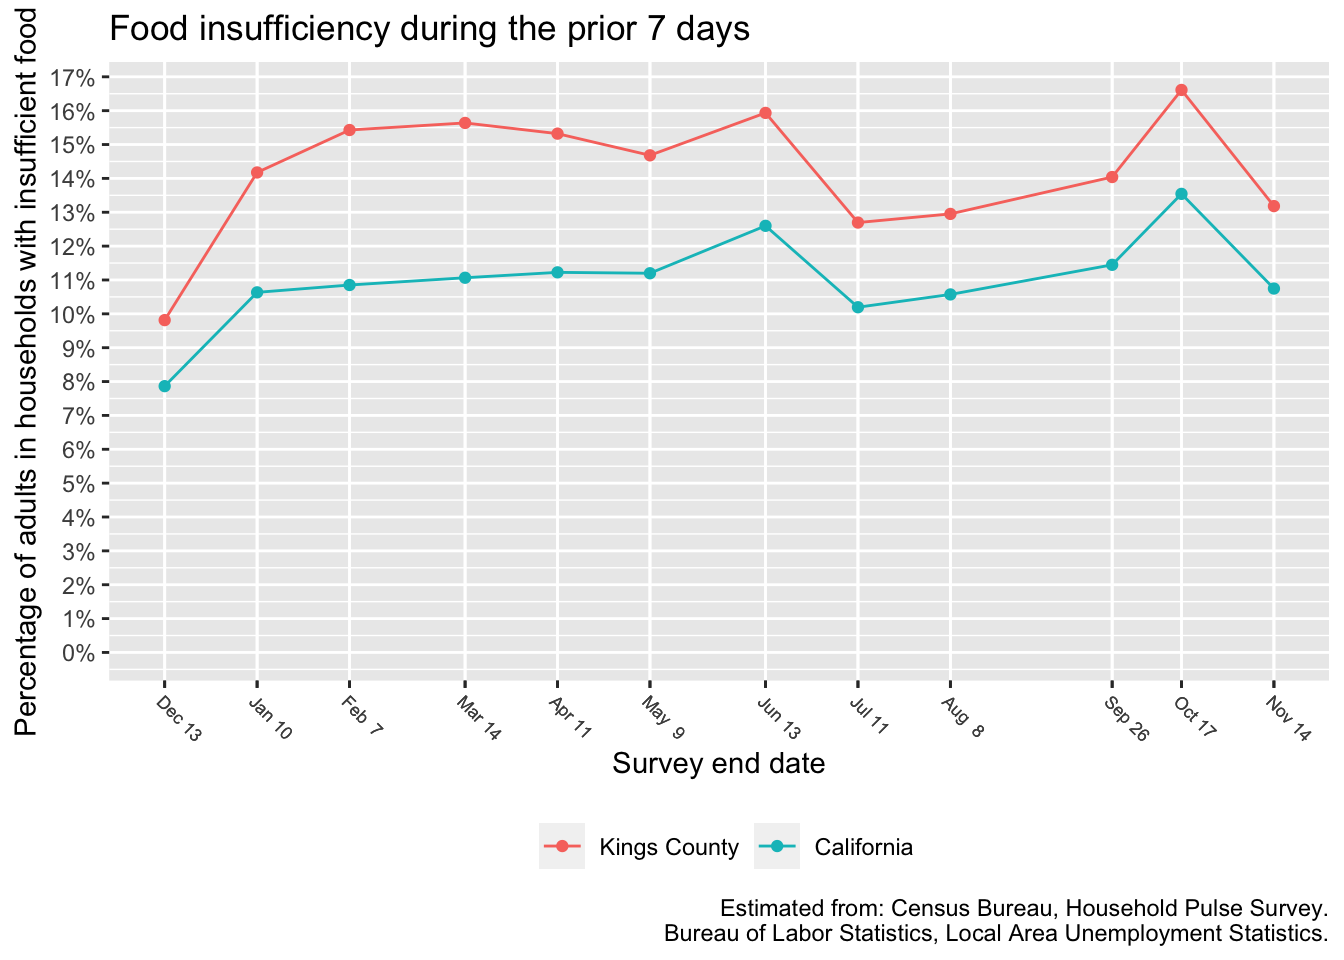 Food insufficiency during the prior 7 days
Percentage of adults in households with insufficient food
17%
16%
15%
14%
13%
12%
11%
10%
9%
8%
7%
6%
5%
4%
3%
2%
1%
0%
Dec 13
Jan 10
Feb 7
Mar 14
Apr 11
May 9
Jun 13
Jul 11
Aug 8
Sep 26
Oct 17
Nov 14
Survey end date
Kings County
California
Estimated from: Census Bureau, Household Pulse Survey.
Bureau of Labor Statistics, Local Area Unemployment Statistics.